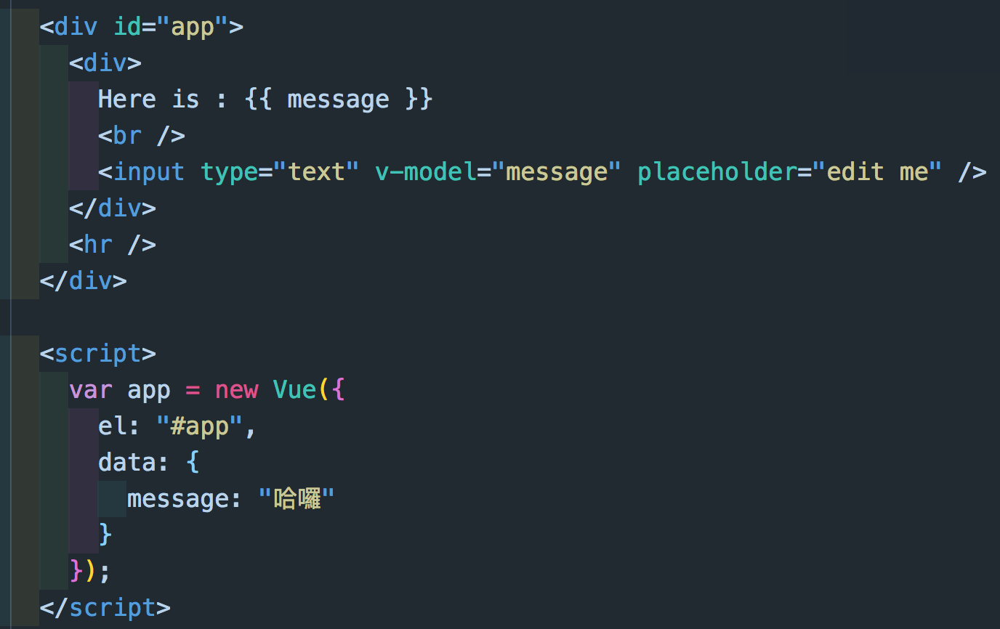 <div id="app">
<div>
Here is : {{ message }}
<br />
<input type="text" v-model="message" placeholder="edit me" />
</div>
<hr />
</div>
<script>
var app = new Vue({
el: "#app",
data: {
message: "哈囉"
}
});
</script>